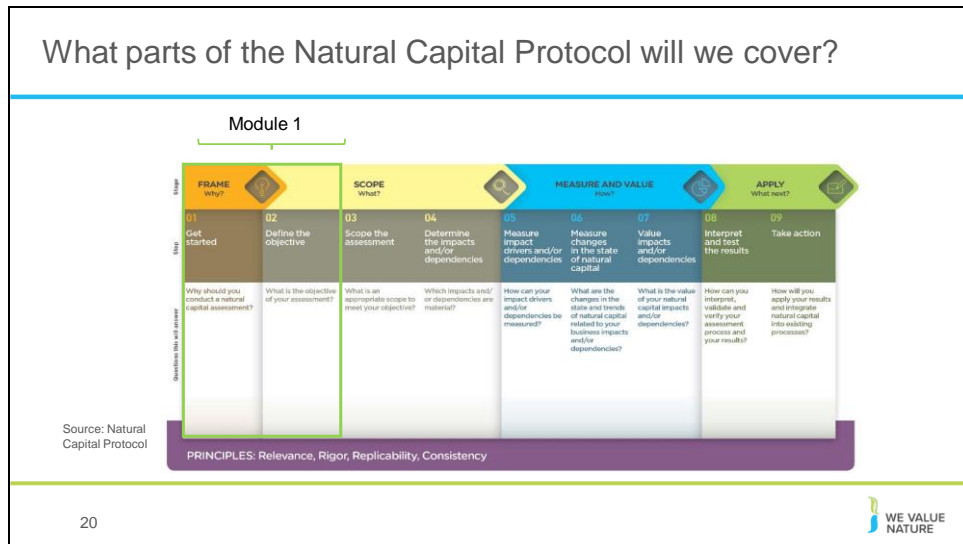 What parts of the Natural Capital Protocol will we cover?
Module 1
Stage
FRAME
Why?
SCOPE
What?
MEASURE AND VALUE
How?
APPLY
What next?
Step
01
Get
started
02
Define the
objective
03
Scope the
assessment
04
Determine
the impacts
and/or
dependencies
05
Measure
impact
drivers and/or
dependencies
06
Measure
changes
in the state
of natural
capital
07
Value
impacts
and/or
dependencies
08
Interpret
and test
the results
09
Take action
Questions this will answer
Why should you
conduct a natural
capital assessment?
What is the objective
of your assessment?
What is an
appropriate scope to
meet your objective?
Which impacts and/
or dependencies are
material?
How can your
impact drivers
and/or
dependencies be
measured?
What are the
changes in the
state and trends
of natural capital
related to your
business impacts
and/or
dependencies?
What is the value
of your natural
capital impacts
and/or
dependencies?
How can you
interpret,
validate and
verify your
assessment
process and
your results?
How will you
apply your results
and integrate
natural capital
into existing
processes?
Source: Natural
Capital Protocol
PRINCIPLES: Relevance, Rigor, Replicability, Consistency
20
WE VALUE
NATURE